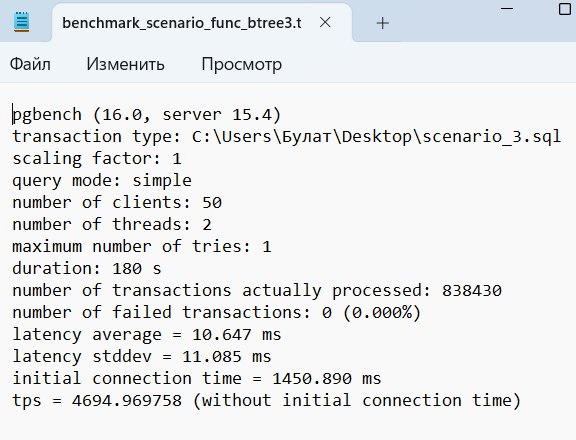 benchmark_scenario_func_btree3.t
Файл Изменить Просмотр
pgbench (16.0, server 15.4)
transaction type: C:\Users\Булат\Desktop\scenario_3.sql
scaling factor: 1
query mode: simple
number of clients: 50
number of threads: 2
maximum number of tries: 1
duration: 180 s
number of transactions actually processed: 838430
number of failed transactions: 0 (0.000%)
latency average = 10.647 ms
latency stddev = 11.085 ms
initial connection time = 1450.890 ms
tps = 4694.969758 (without initial connection time)